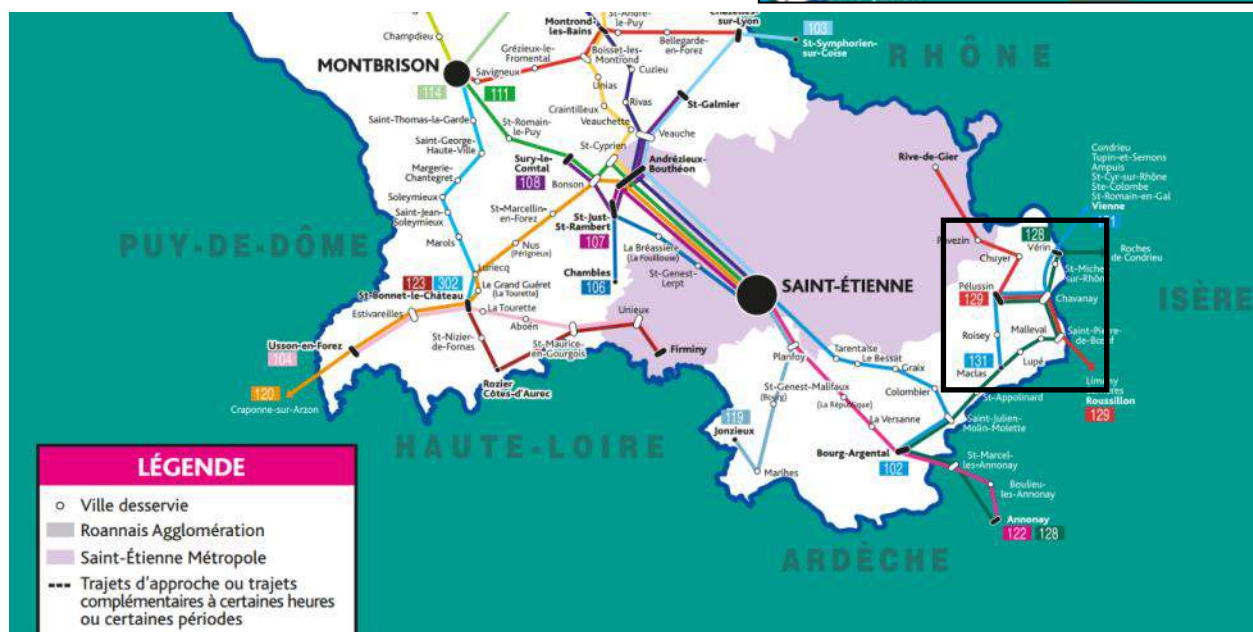 Champdieu
MONTBRISON
114
111
Savigneux
Grézieux-le-
Fromental
Montrond
les-Bains
St-André-
le-Puy
Bellegarde-
en-Forez
Chazelles-
sur-Lyon
103
St-Symphorien-
sur-Coise
RHÔNE
Boisset-les-
Montrond
Cuzieu
Unias
Rivas
Craintilleux
Veauchette
St-Galmier
Veauche
Saint-Thomas-la-Garde
St-Romain-
le-Puy
Saint-George-
Haute-Ville
Margerie-
Chantegret
Soleymieux
Saint-Jean-
Soleymieux
Marols
St-Cyprien
Sury-le-
Comtal
108
Bonson
Andrézieux-
Bouthéon
St-Marcellin-
en-Forez
St-Just-
St-Rambert
107
Nus
(Périgneux)
La Bréassière
(La Fouillouse)
St-Genest-
Lerpt
Chambles
106
PUY-DE-DÔME
Luriecq
123
302
Le Grand Guéret
(La Tourette)
St-Bonnet-le-Château
La Tourette
Aboën
Estivareilles
Usson-en-Forez
104
120
Craponne-sur-Arzon
St-Nizier-
de-Fornas
St-Maurice-
en-Gourgois
Unieux
Firminy
Rozier
Côtes-d'Aurec
SAINT-ÉTIENNE
Rive-de-Gier
Condrieu
Tupin-et-Semons
Ampuis
St-Cyr-sur-Rhône
Ste-Colombe
St-Romain-en-Gal
Vienne
128
Vérin
Roches
de Condrieu
Chuyer
Pélussin
129
Chavanay
Roisey
Malleval
131
Maclas
Lupé
Roussillon
129
ISÈRE
Planfoy
Tarentaise
Le Bessat
Graix
Colombier
St-Genest-Malifaux
(Bourg)
(La République)
119
Jonzieux
Marlhes
La Versanne
Bourg-Argental
102
St-Appolinard
Saint-Julien-
Molin-Molette
St-Marcel-
les-Annonay
Boulieu-
les-Annonay
Annonay
122
128
HAUTE-LOIRE
ARDÈCHE
LÉGENDE
Ville desservie
Roannais Agglomération
Saint-Étienne Métropole
Trajets d'approche ou trajets
complémentaires à certaines heures
ou certaines périodes